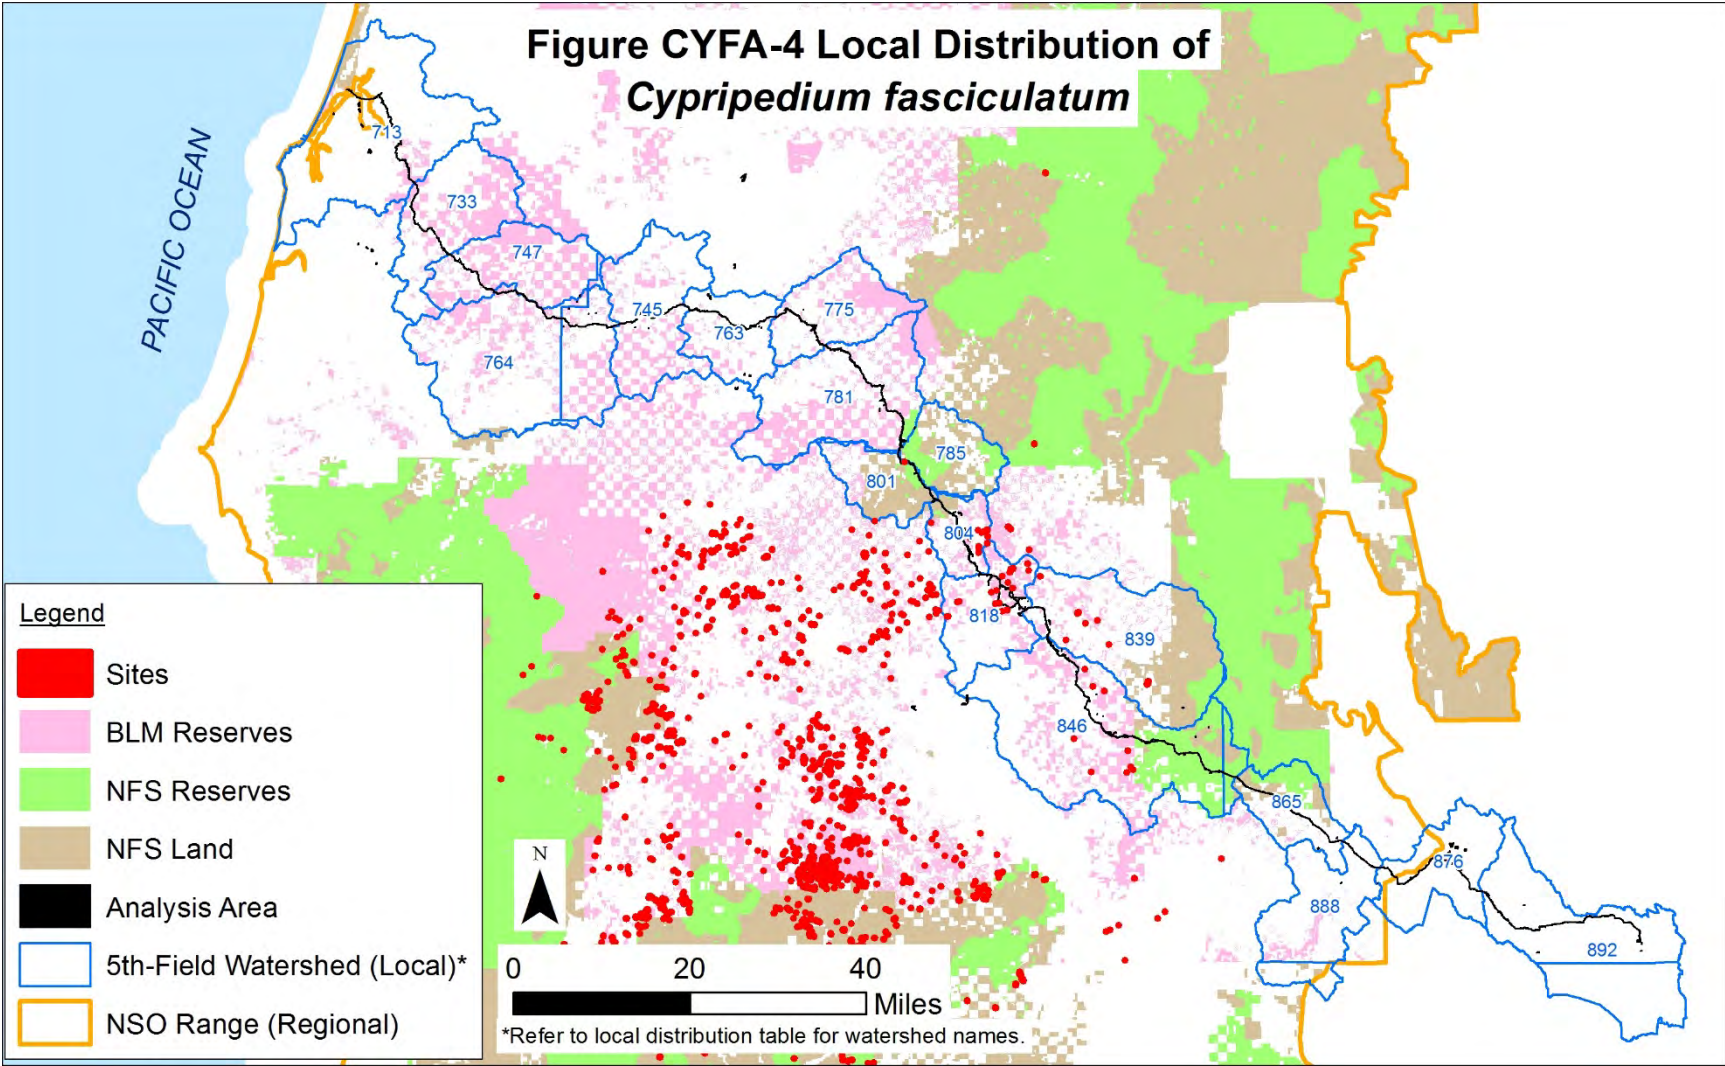 Figure CYFA-4 Local Distribution of
Cypripedium fasciculatum
PACIFIC OCEAN
713
733
747
745
764
763
775
781
785
801
804
818
839
846
865
876
888
892
Legend
Sites
BLM Reserves
NFS Reserves
NFS Land
Analysis Area
5th-Field Watershed (Local)*
NSO Range (Regional)
N
0 20 40
Miles
*Refer to local distribution table for watershed names.